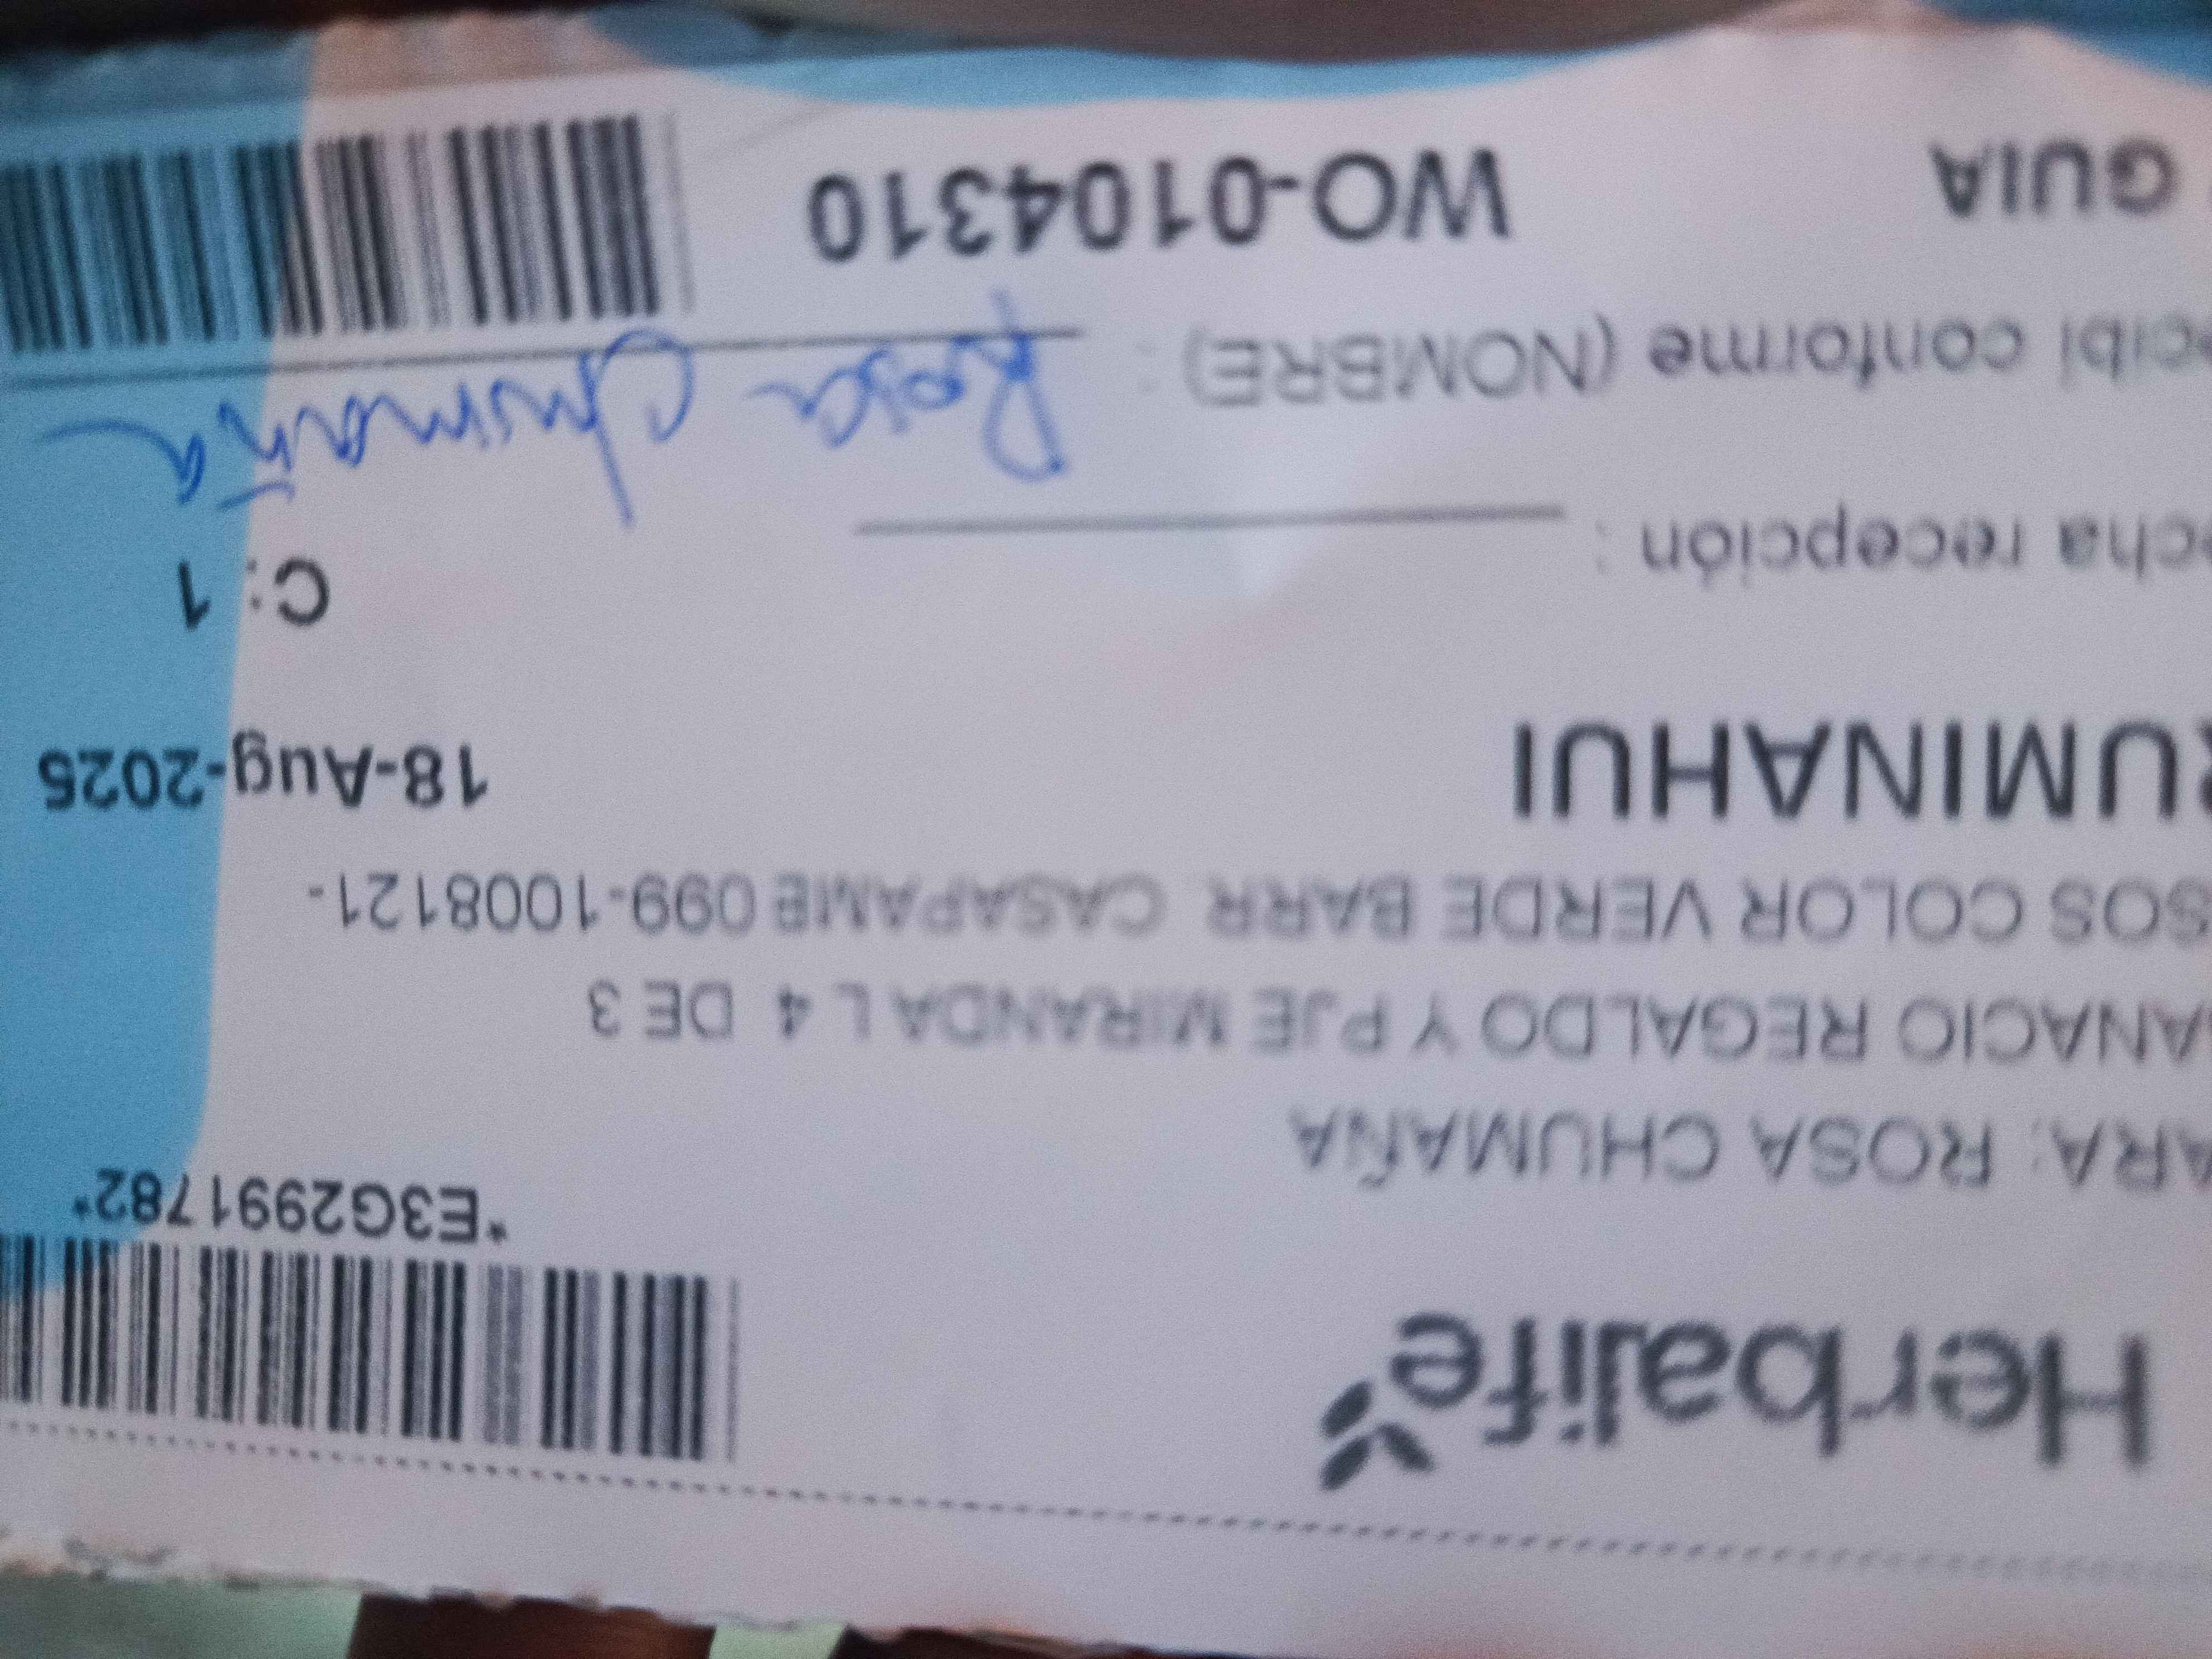 Herbalife
*E3G2991782*
ARA: ROSA CHUMAÑA
ANACIO REGALDO Y PJE MIRANDA L 4 DE 3
SOS COLOR VERDE BARR CASAPAMB 099-1008121-
RUMINAHUI 18-Aug-2025
cha recepción : C: 1
cibi conforme (NOMBRE) : Rosa Chumaña
GUIA WO-0104310